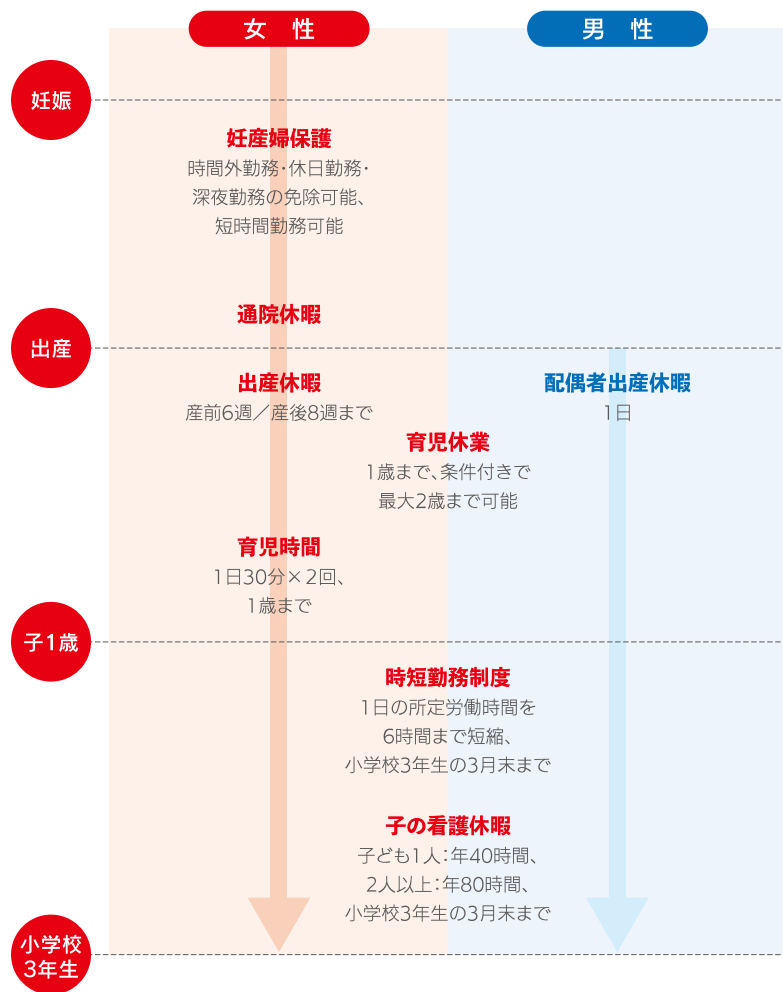 女 性
男 性
妊娠
妊産婦保護
時間外勤務・休日勤務・
深夜勤務の免除可能、
短時間勤務可能
通院休暇
出産
出産休暇
産前6週／産後8週まで
配偶者出産休暇
1日
育児休業
1歳まで、条件付きで
最大2歳まで可能
育児時間
1日30分×2回、
1歳まで
子1歳
時短勤務制度
1日の所定労働時間を
6時間まで短縮、
小学校3年生の3月末まで
子の看護休暇
子ども1人：年40時間、
2人以上：年80時間、
小学校3年生の3月末まで
小学校
3年生